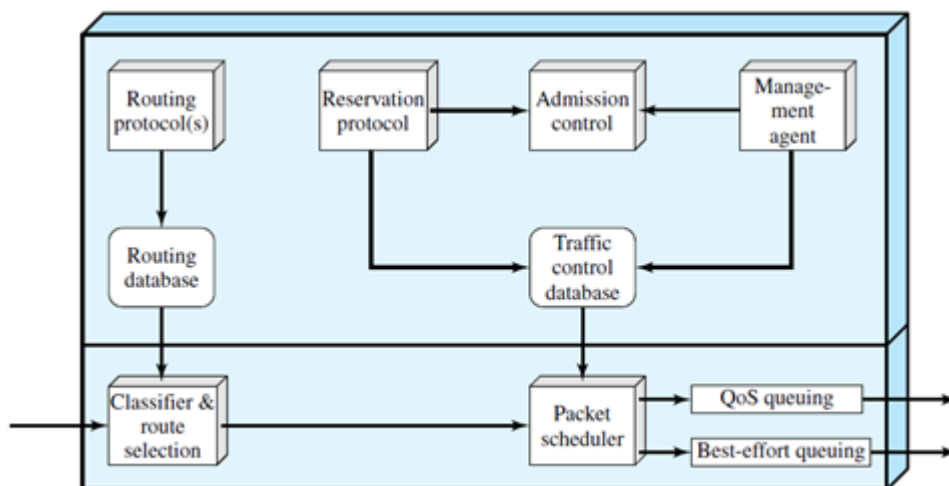 Routing
protocol(s)
Reservation
protocol
Admission
control
Manage-
ment
agent
Routing
database
Traffic
control
database
Classifier &
route
selection
Packet
scheduler
QoS queuing
Best-effort queuing